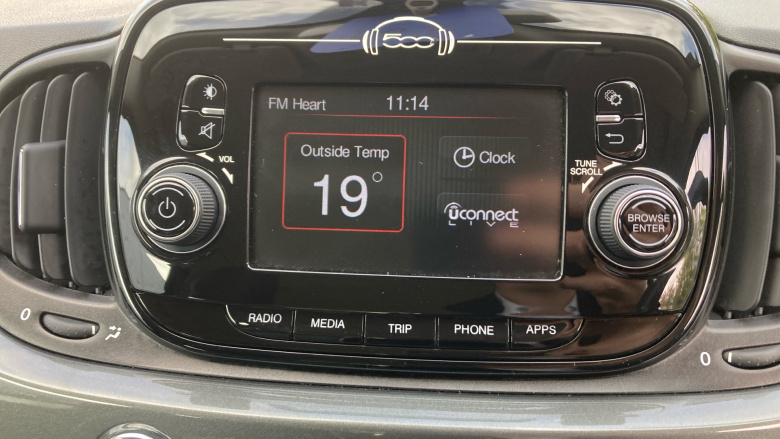 500
FM Heart 11:14
VOL
TUNE
SCROLL
Outside Temp
19°
Clock
uconnect
LIVE
BROWSE
ENTER
RADIO MEDIA TRIP PHONE APPS
0
0